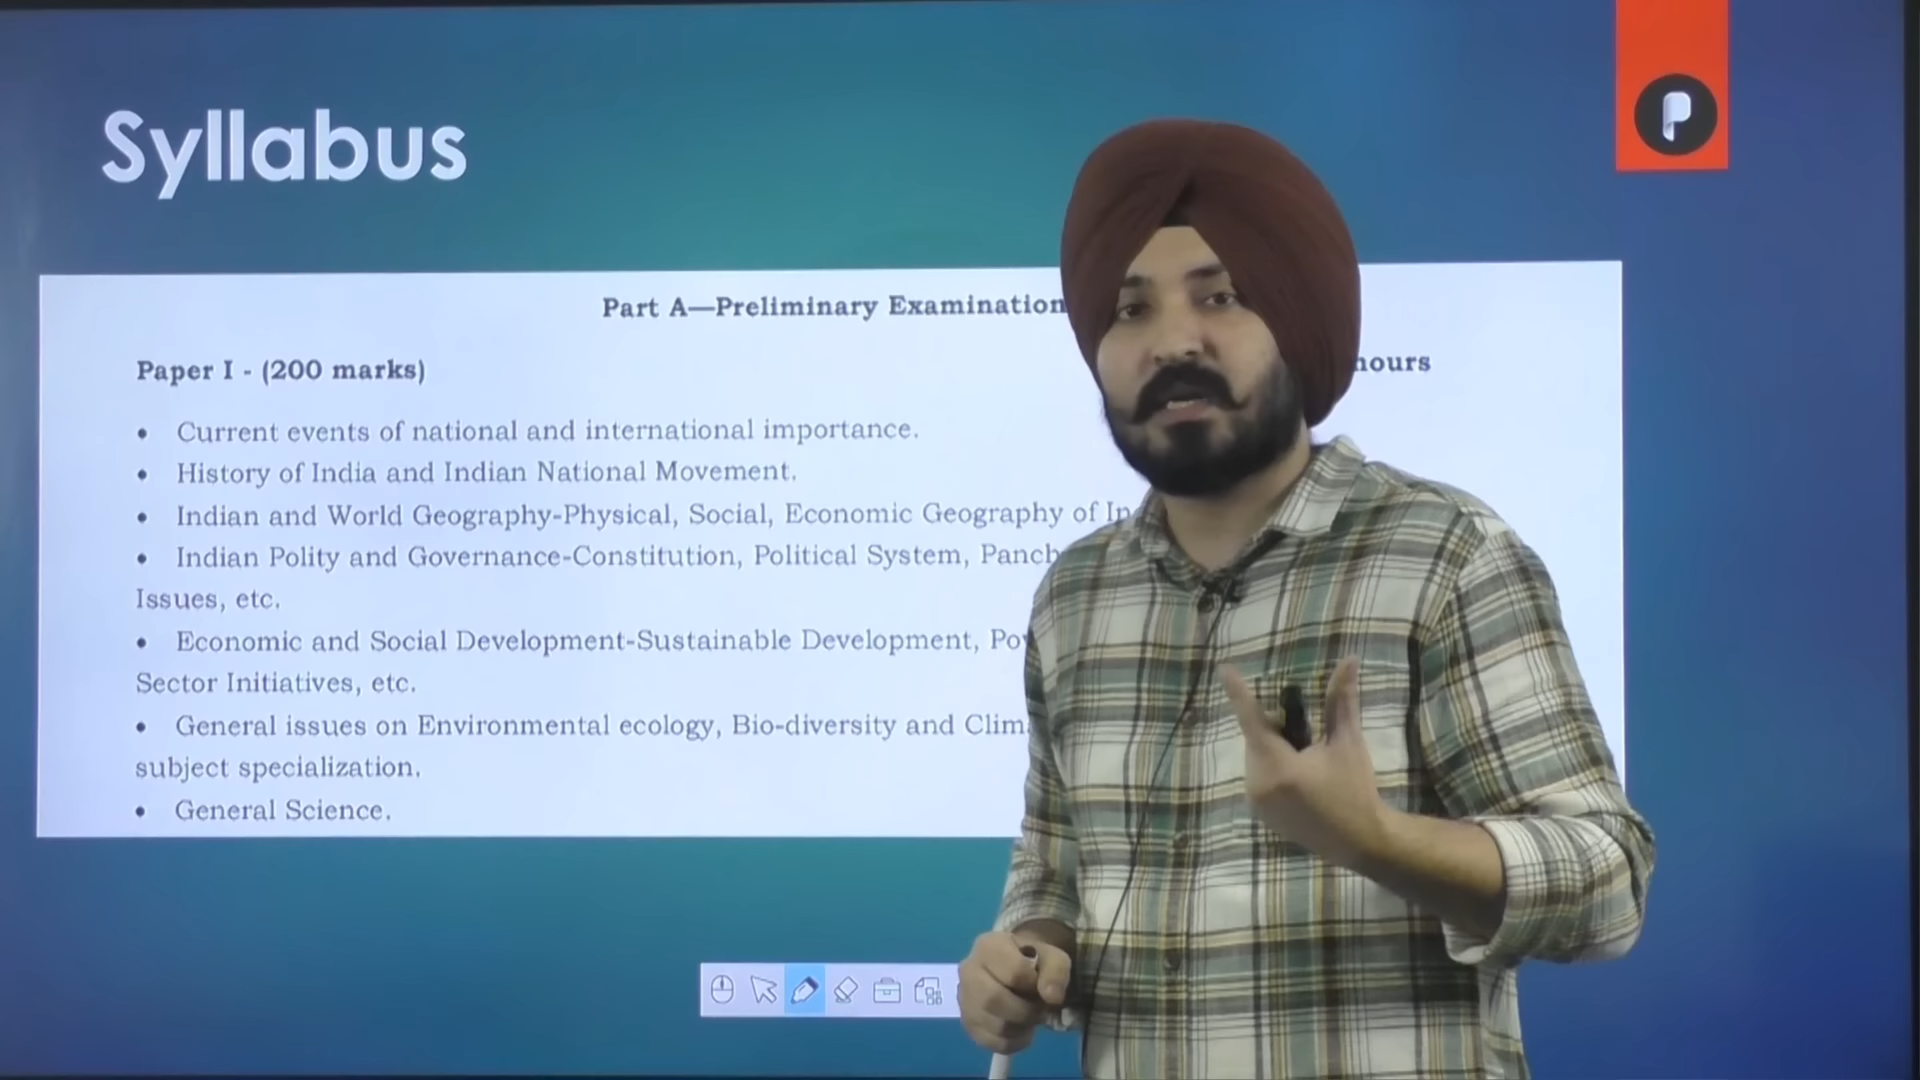 Syllabus
P
Part A—Preliminary Examination
Paper I - (200 marks)
hours
• Current events of national and international importance.
• History of India and Indian National Movement.
• Indian and World Geography-Physical, Social, Economic Geography of
• Indian Polity and Governance-Constitution, Political System,
Issues, etc.
• Economic and Social Development-Sustainable Development,
Sector Initiatives, etc.
• General issues on Environmental ecology, Bio-diversity and
subject specialization.
• General Science.